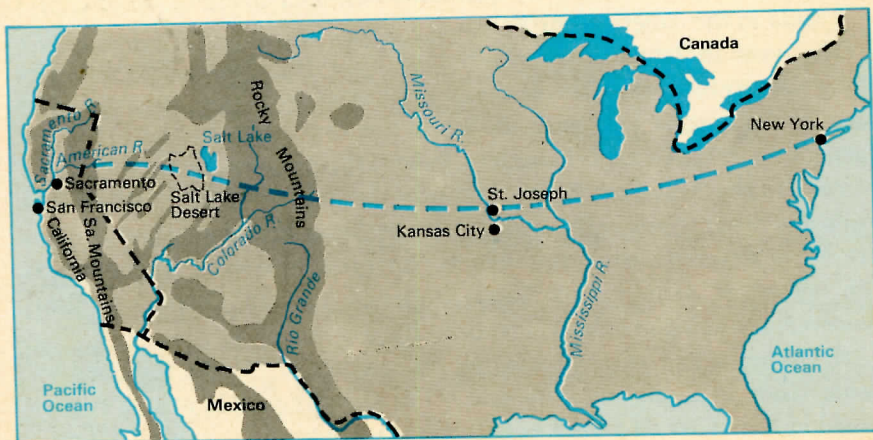 Canada
New York
Missouri R.
Rocky
Mountains
Sacramento R.
American R.
Salt Lake
Sacramento
Salt Lake
Desert
San Francisco
California
Sa. Mountains
Colorado R.
St. Joseph
Kansas City
Rio Grande
Mississippi R.
Atlantic
Ocean
Pacific
Ocean
Mexico